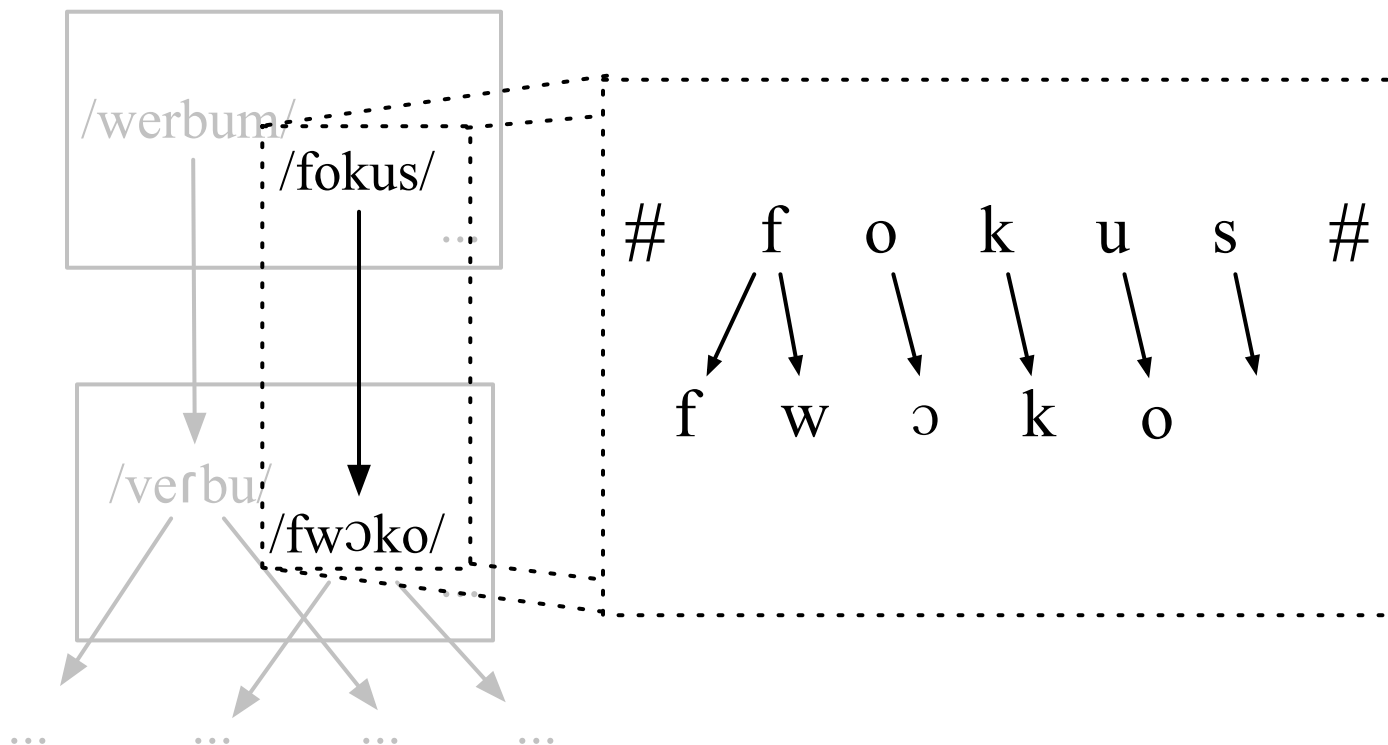 /werbum/
/fokus/
...
# f o k u s #
f w ɔ k o
/veɾbu/
/fwɔko/
...
... ... ... ...